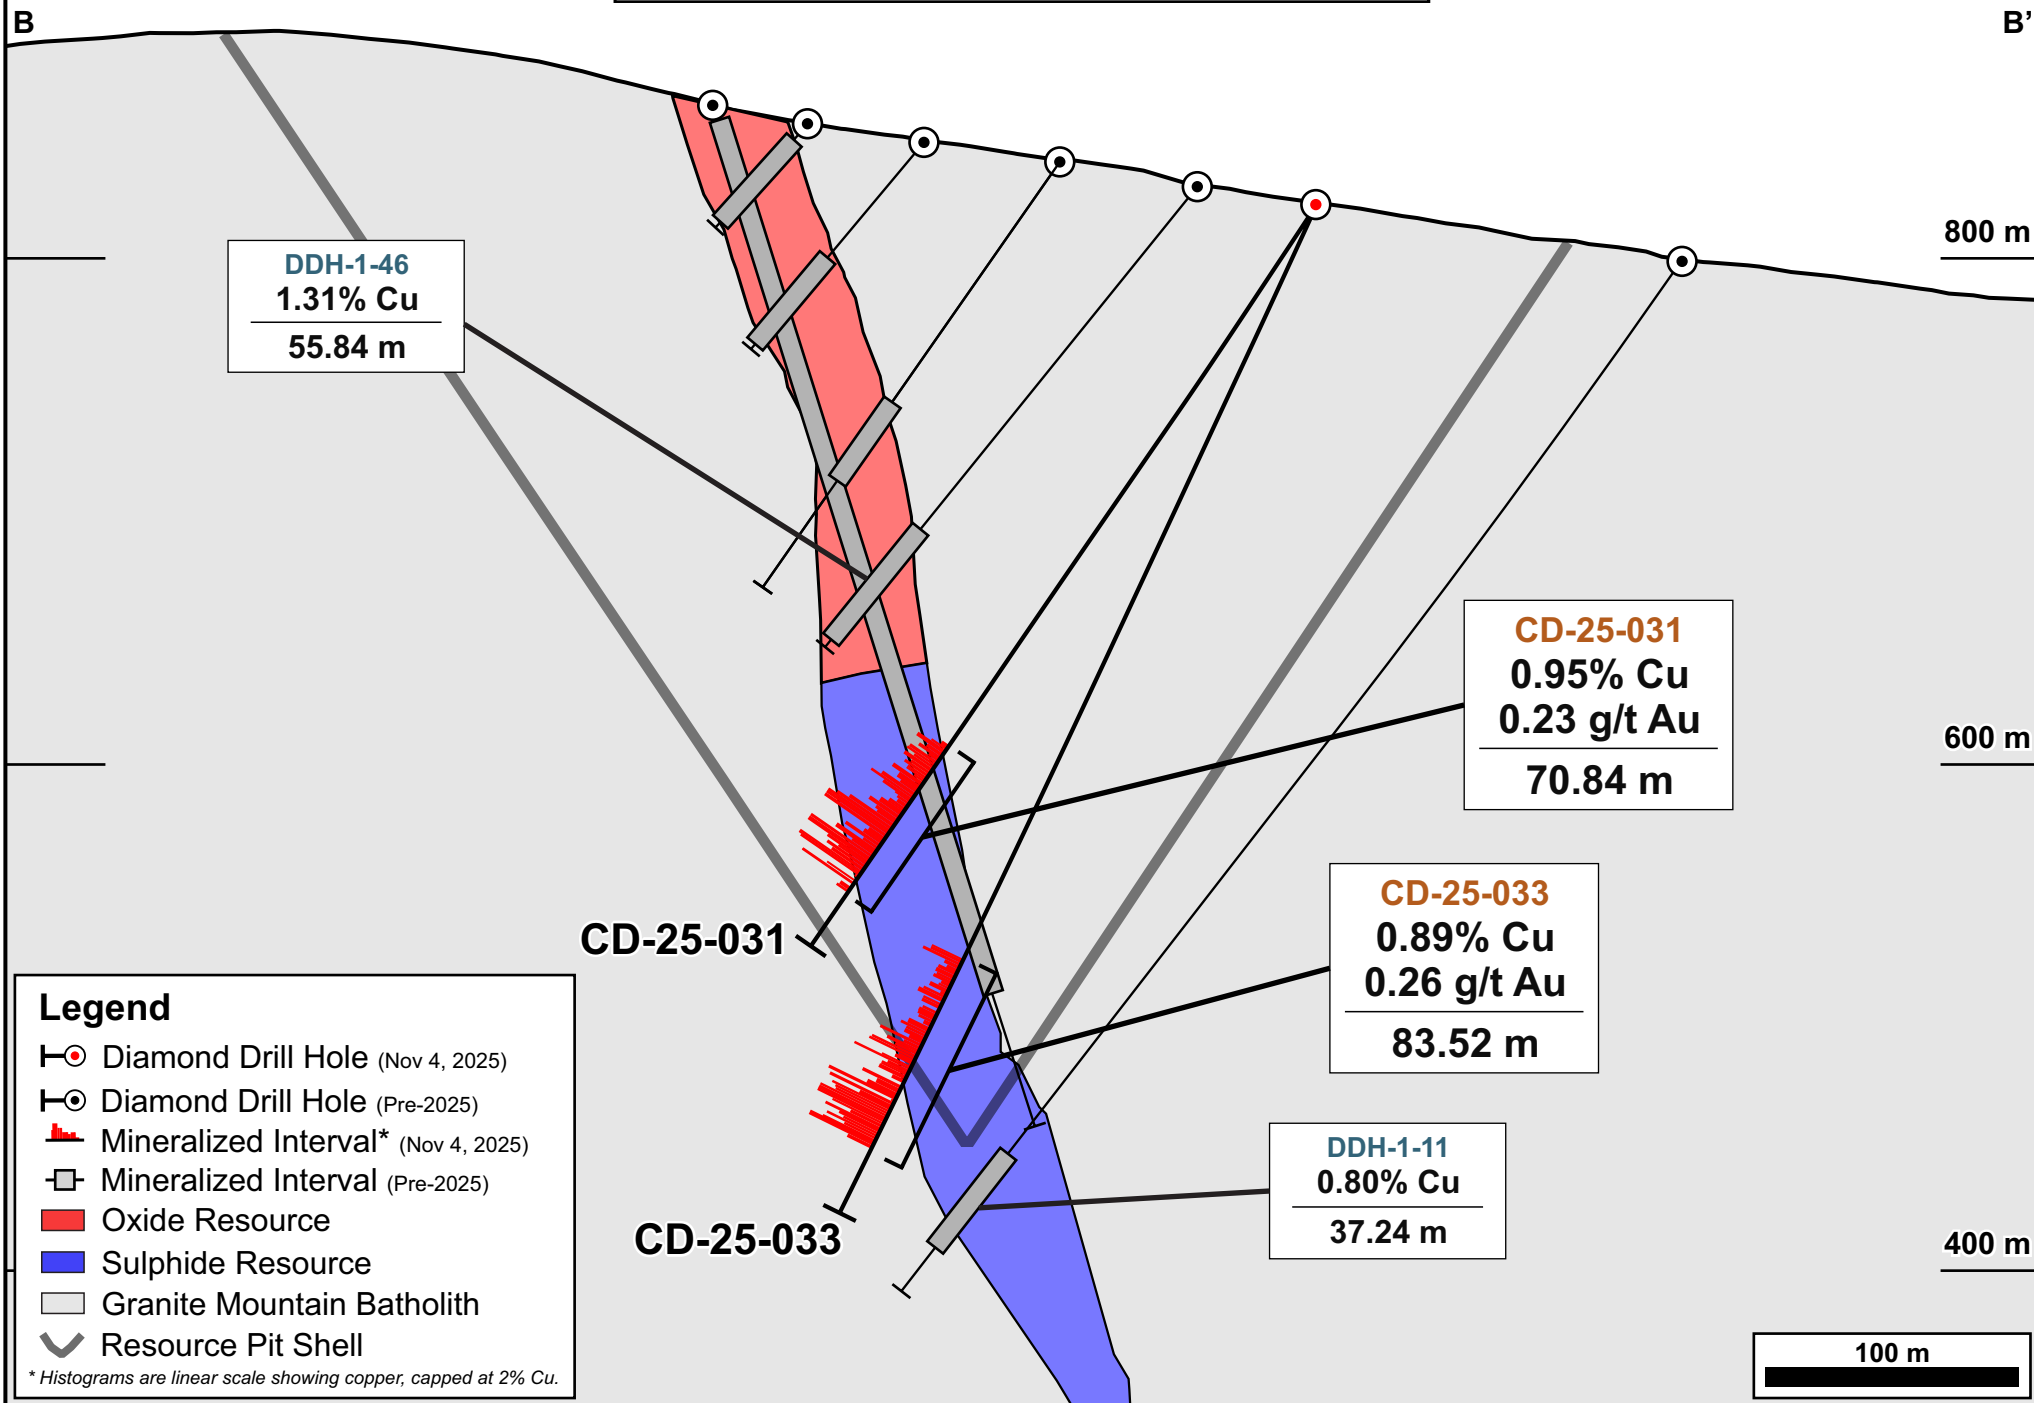 B
B'
800 m
DDH-1-46
1.31% Cu
55.84 m
CD-25-031
0.95% Cu
0.23 g/t Au
70.84 m
600 m
CD-25-033
0.89% Cu
0.26 g/t Au
83.52 m
CD-25-031
DDH-1-11
0.80% Cu
37.24 m
CD-25-033
400 m
Legend
Diamond Drill Hole (Nov 4, 2025)
Diamond Drill Hole (Pre-2025)
Mineralized Interval* (Nov 4, 2025)
Mineralized Interval (Pre-2025)
Oxide Resource
Sulphide Resource
Granite Mountain Batholith
Resource Pit Shell
* Histograms are linear scale showing copper, capped at 2% Cu.
100 m